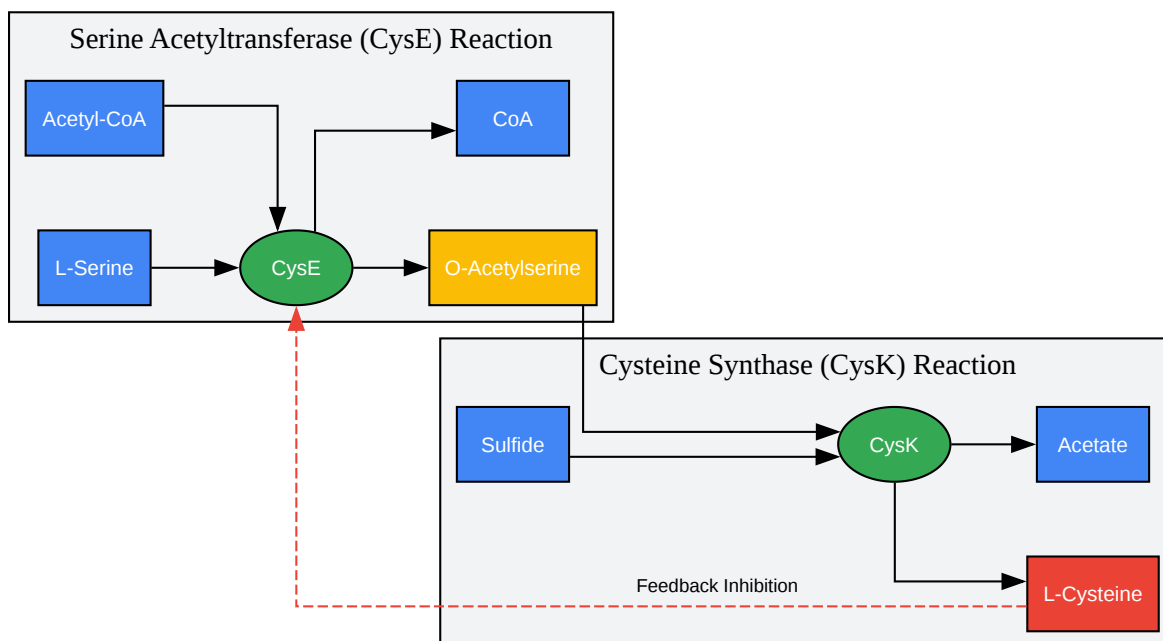 Serine Acetyltransferase (CysE) Reaction
Acetyl-CoA
CoA
L-Serine
CysE
O-Acetylserine
Cysteine Synthase (CysK) Reaction
Sulfide
CysK
Acetate
Feedback Inhibition
L-Cysteine